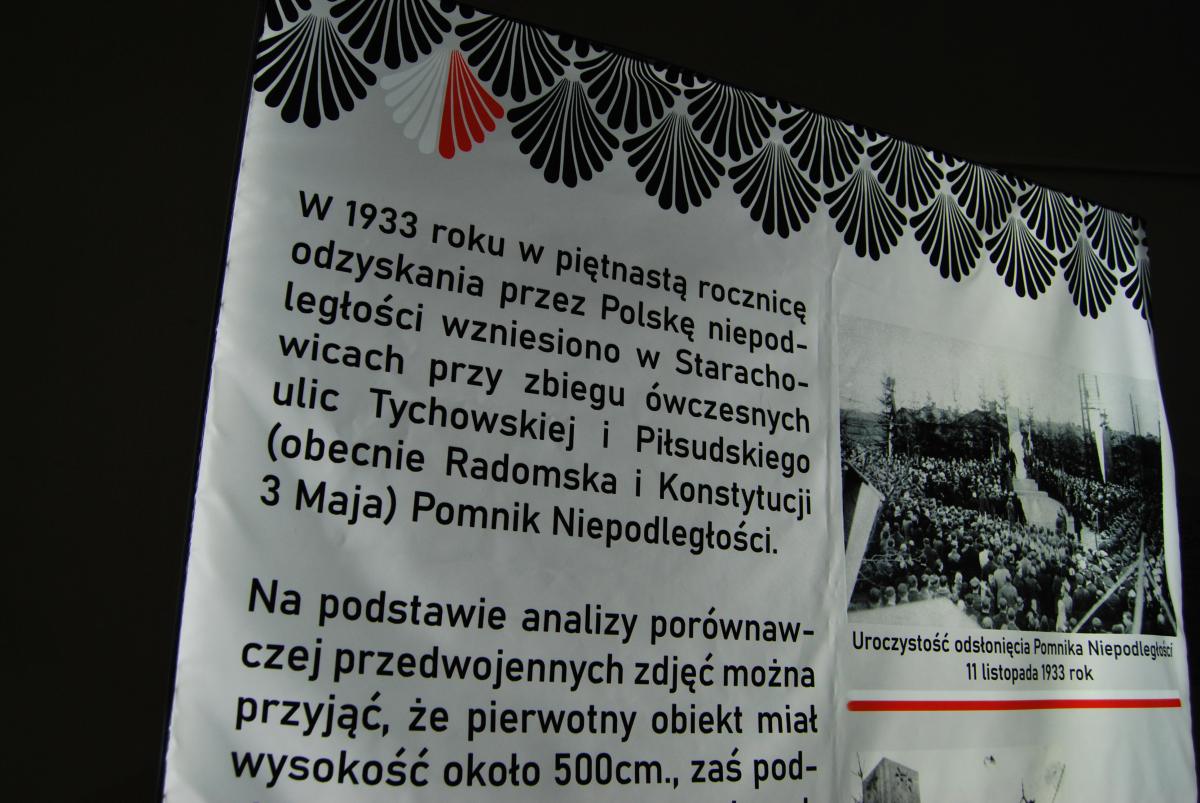 W 1933 roku w piętnastą rocznicę
odzyskania przez Polskę niepod-
ległości wzniesiono w Staracho-
wicach przy zbiegu ówczesnych
ulic Tychowskiej i Piłsudskiego
(obecnie Radomska i Konstytucji
3 Maja) Pomnik Niepodległości.
Na podstawie analizy porównaw-
czej przedwojennych zdjęć można
przyjąć, że pierwotny obiekt miał
wysokość około 500cm., zaś pod-
Uroczystość odsłonięcia Pomnika Niepodległości
11 listopada 1933 rok